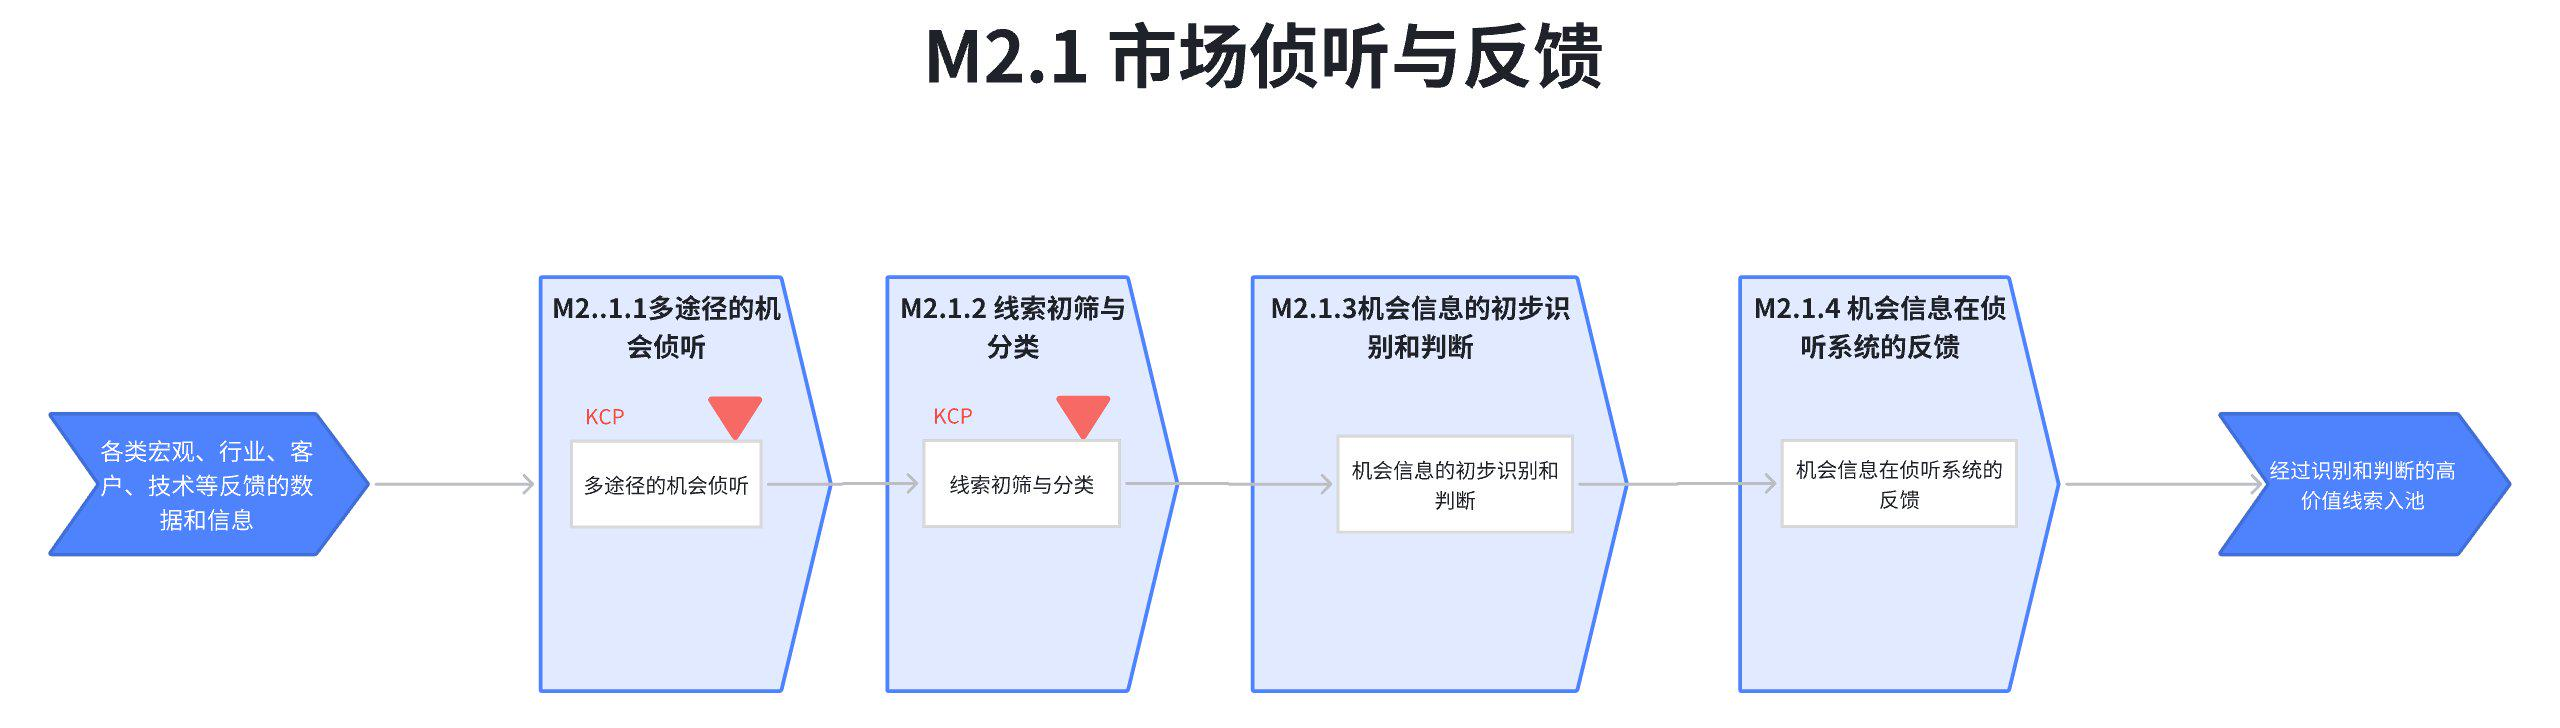 M2.1 市场侦听与反馈
各类宏观、行业、客
户、技术等反馈的数
据和信息
M2..1.1多途径的机
会侦听
KCP
多途径的机会侦听
M2.1.2 线索初筛与
分类
KCP
线索初筛与分类
M2.1.3机会信息的初步识
别和判断
机会信息的初步识别和
判断
M2.1.4 机会信息在侦
听系统的反馈
机会信息在侦听系统的
反馈
经过识别和判断的高
价值线索入池